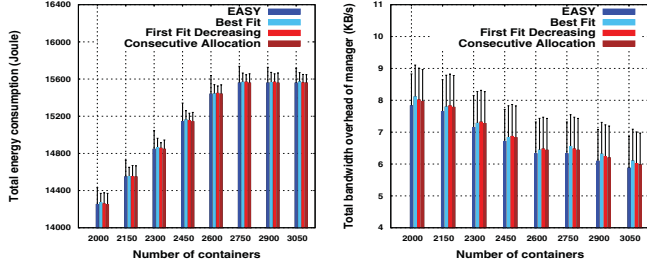 Total energy consumption (Joule)
16400
16000
15600
15200
14800
14400
14000
EASY
Best Fit
First Fit Decreasing
Consecutive Allocation
2000 2150 2300 2450 2600 2750 2900 3050
Number of containers
Total bandwidth overhead of manager (KB/s)
11
10
9
8
7
6
5
EASY
Best Fit
First Fit Decreasing
Consecutive Allocation
2000 2150 2300 2450 2600 2750 2900 3050
Number of containers